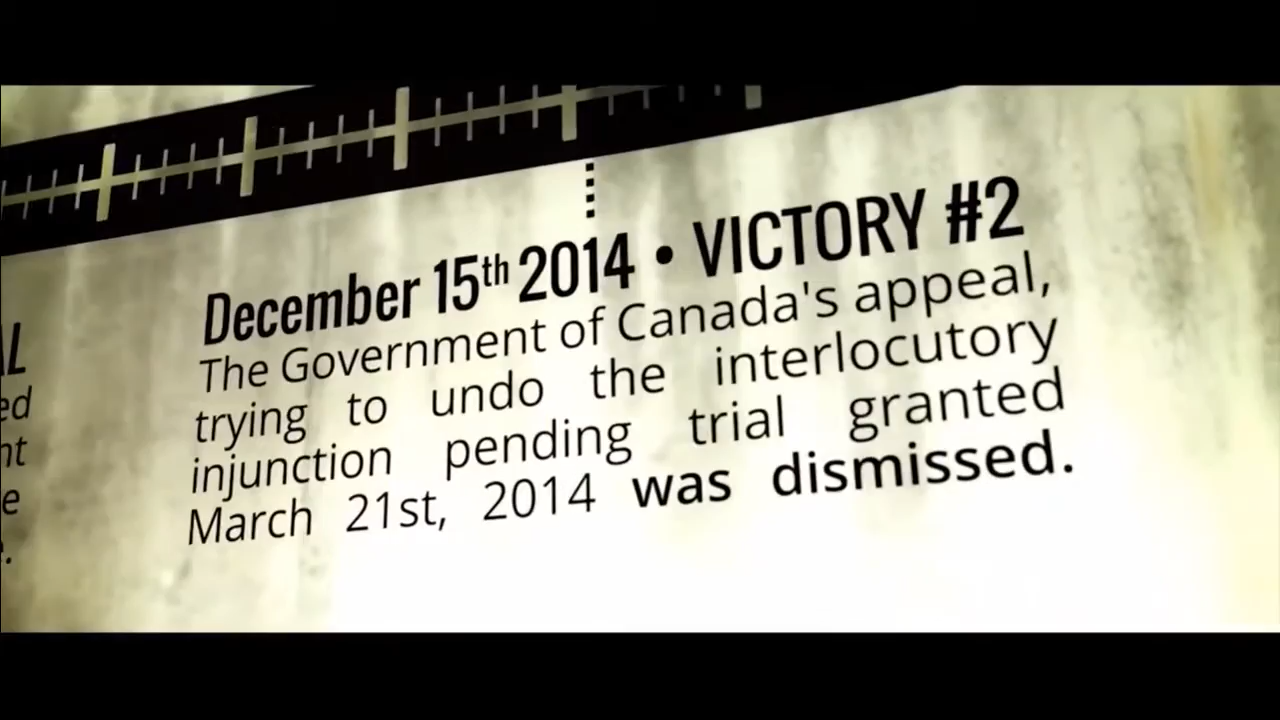 December 15th 2014 • VICTORY #2
The Government of Canada's appeal,
trying to undo the interlocutory
injunction pending trial granted
March 21st, 2014 was dismissed.